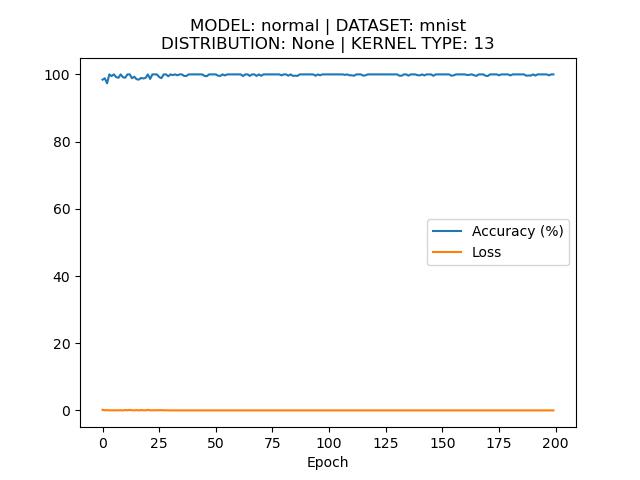 MODEL: normal | DATASET: mnist
DISTRIBUTION: None | KERNEL TYPE: 13
100
80
60
40
20
0
Accuracy (%)
Loss
0 25 50 75 100 125 150 175 200
Epoch